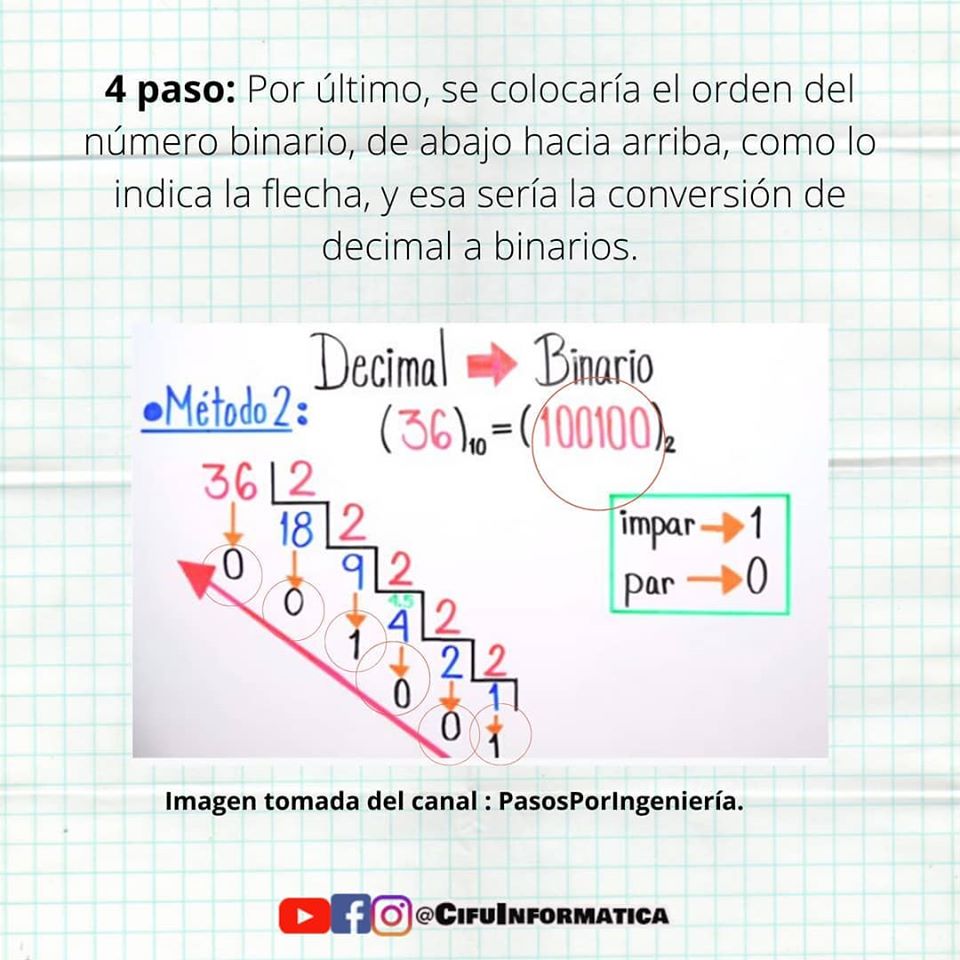 4 paso: Por último, se colocaría el orden del
número binario, de abajo hacia arriba, como lo
indica la flecha, y esa sería la conversión de
decimal a binarios.
Decimal → Binario
•Método 2:
(36)₁₀ = (100100)₂
36 2
18 2
0
9 2
0
4.5
4 2
1
2 2
0
1
0
1
impar → 1
par → 0
Imagen tomada del canal : PasosPorIngeniería.
@CifuInformatica